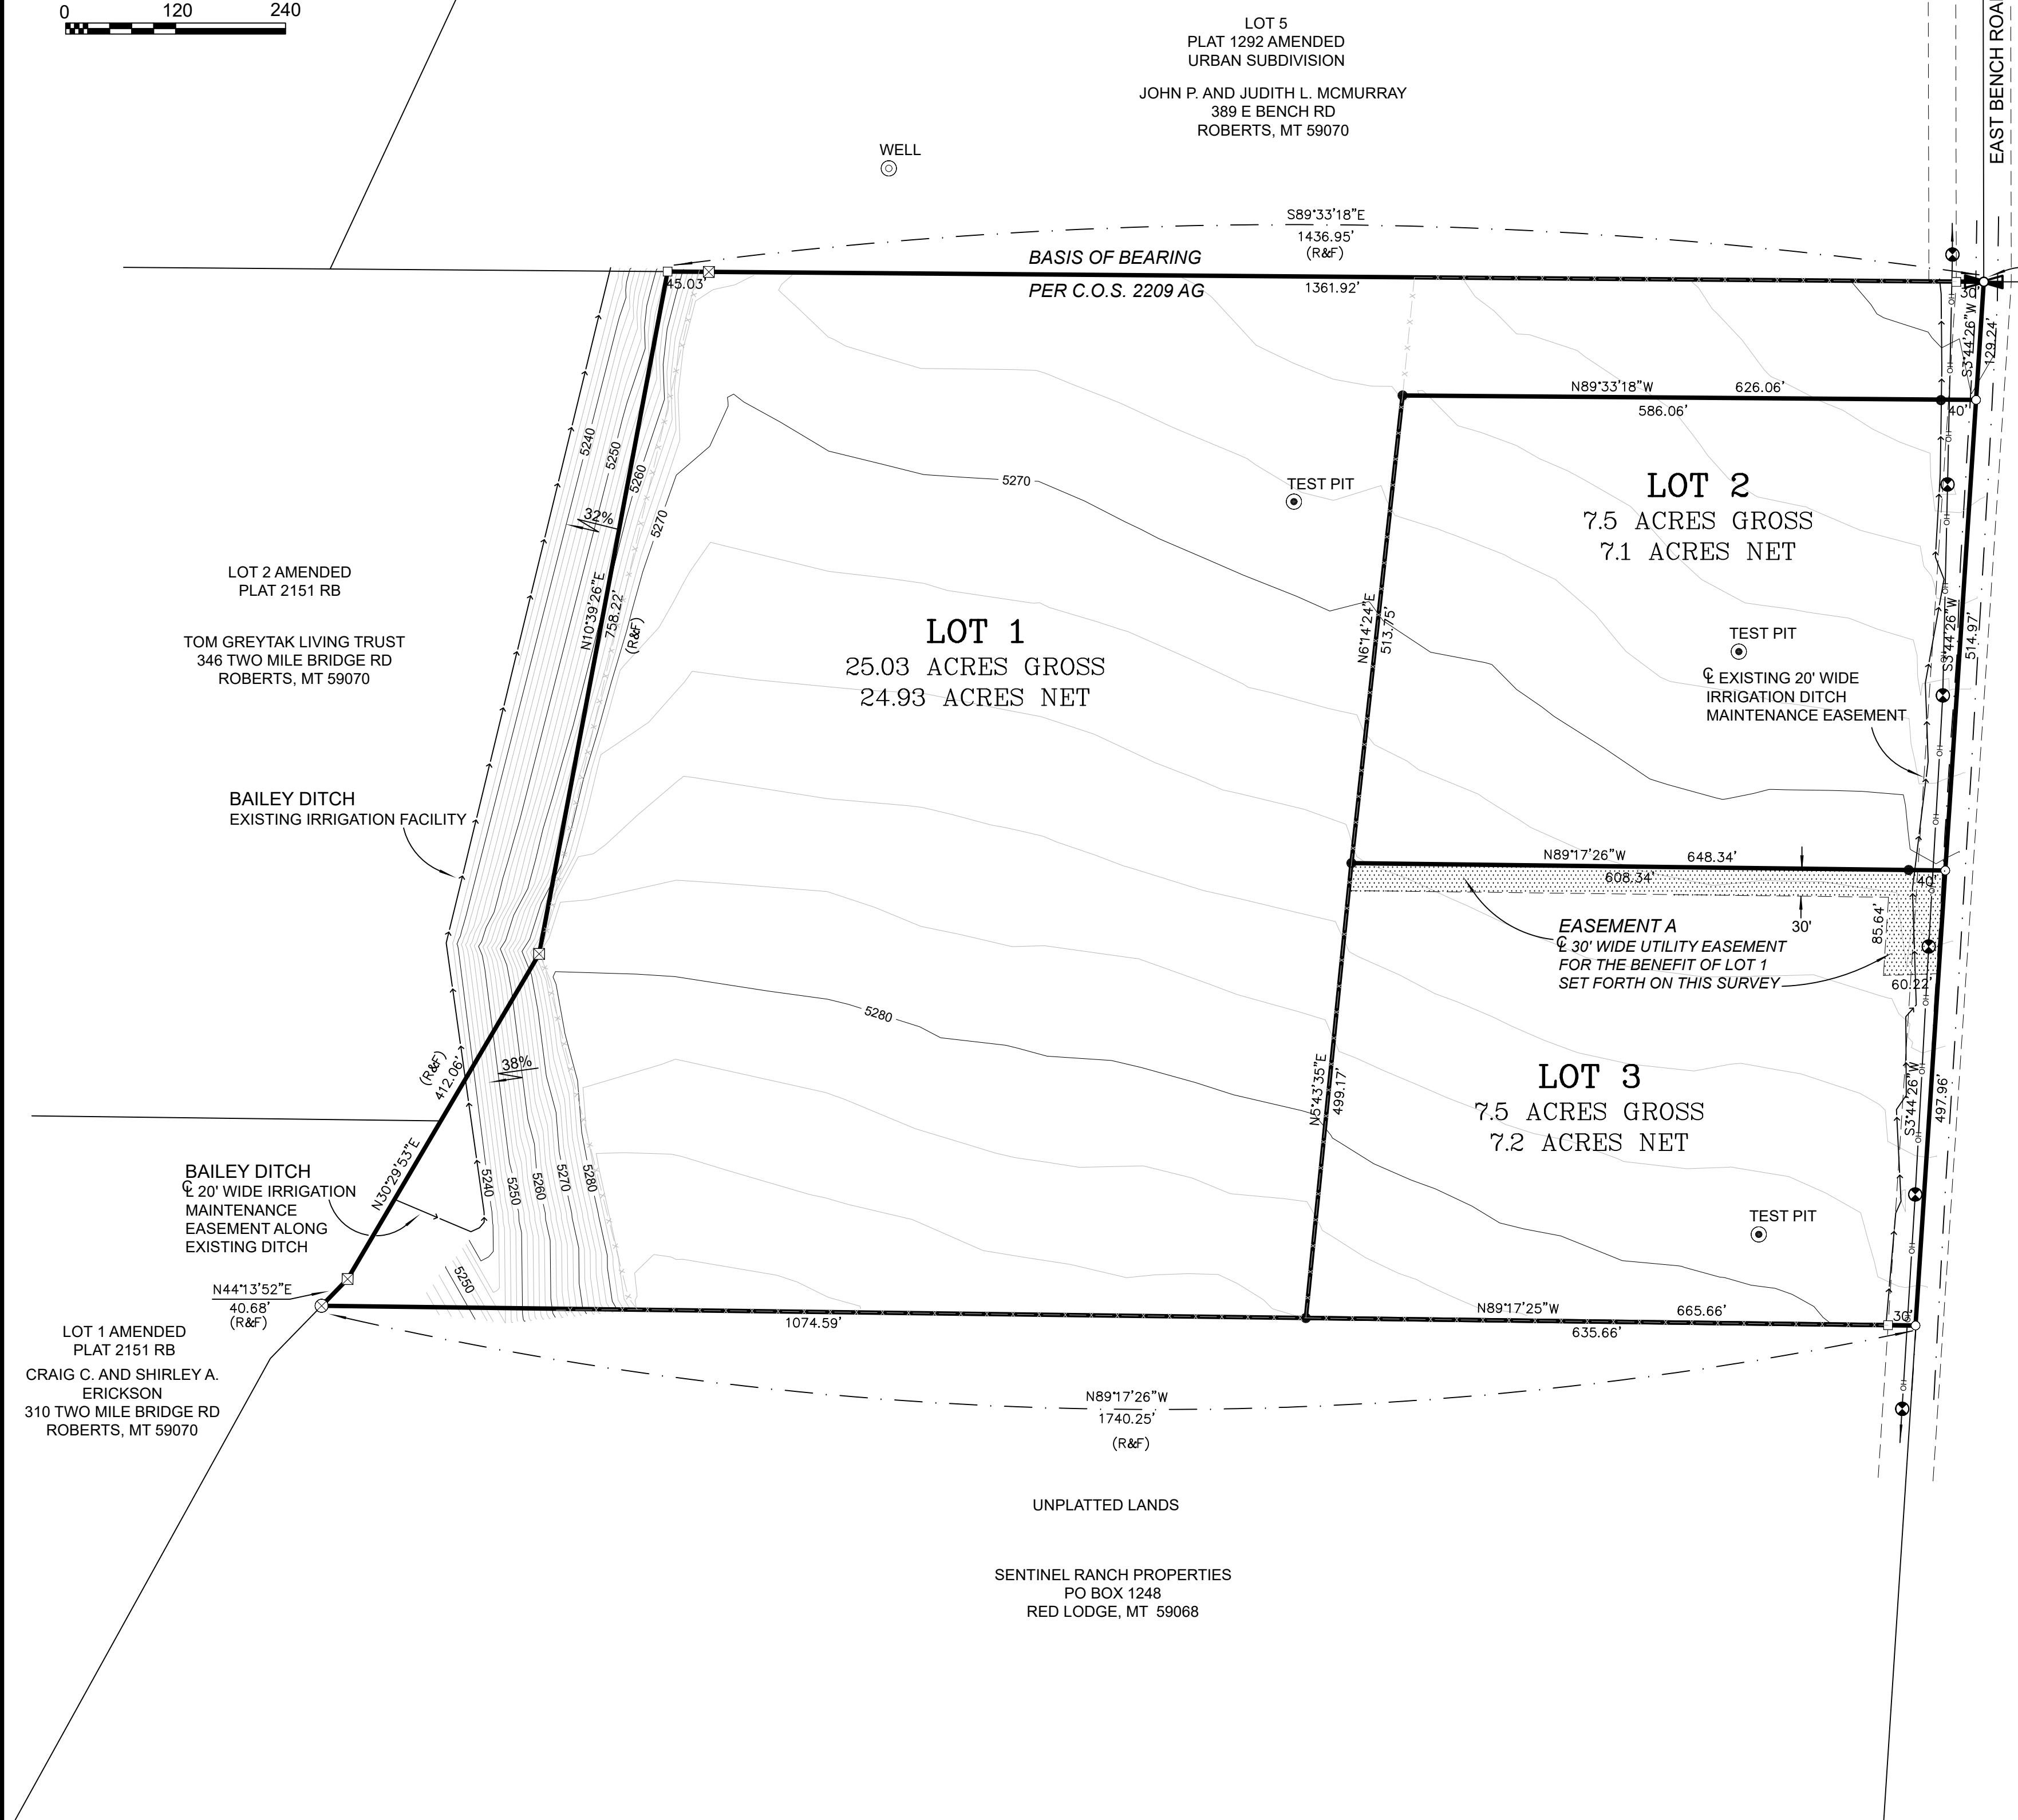 0 120 240
LOT 5
PLAT 1292 AMENDED
URBAN SUBDIVISION
JOHN P. AND JUDITH L. MCMURRAY
389 E BENCH RD
ROBERTS, MT 59070
WELL
S89°33'18"E
1436.95'
(R&F)
BASIS OF BEARING
PER C.O.S. 2209 AG
45.03'
1361.92'
30'
S3°44'26"W
129.24'
N89°33'18"W 626.06'
586.06'
40'
5240
5250
5260
5270
5270
32%
TEST PIT
LOT 2
7.5 ACRES GROSS
7.1 ACRES NET
LOT 2 AMENDED
PLAT 2151 RB
TOM GREYTAK LIVING TRUST
346 TWO MILE BRIDGE RD
ROBERTS, MT 59070
N10°39'26"E
758.22'
(R&F)
LOT 1
25.03 ACRES GROSS
24.93 ACRES NET
N6°14'24"E
513.75'
TEST PIT
℄ EXISTING 20' WIDE
IRRIGATION DITCH
MAINTENANCE EASEMENT
S3°44'26"W
514.97'
OH
BAILEY DITCH
EXISTING IRRIGATION FACILITY
N89°17'26"W 648.34'
608.34'
40'
EASEMENT A
℄ 30' WIDE UTILITY EASEMENT
FOR THE BENEFIT OF LOT 1
SET FORTH ON THIS SURVEY
30'
85.64'
60.22'
5280
38%
(R&F)
412.06'
N30°29'53"E
N5°43'35"E
499.17'
LOT 3
7.5 ACRES GROSS
7.2 ACRES NET
S3°44'26"W
497.96'
BAILEY DITCH
℄ 20' WIDE IRRIGATION
MAINTENANCE
EASEMENT ALONG
EXISTING DITCH
5240
5250
5260
5270
5280
5250
TEST PIT
N44°13'52"E
40.68'
(R&F)
1074.59'
N89°17'25"W 665.66'
635.66'
30'
LOT 1 AMENDED
PLAT 2151 RB
CRAIG C. AND SHIRLEY A.
ERICKSON
310 TWO MILE BRIDGE RD
ROBERTS, MT 59070
N89°17'26"W
1740.25'
(R&F)
UNPLATTED LANDS
SENTINEL RANCH PROPERTIES
PO BOX 1248
RED LODGE, MT 59068
EAST BENCH ROA